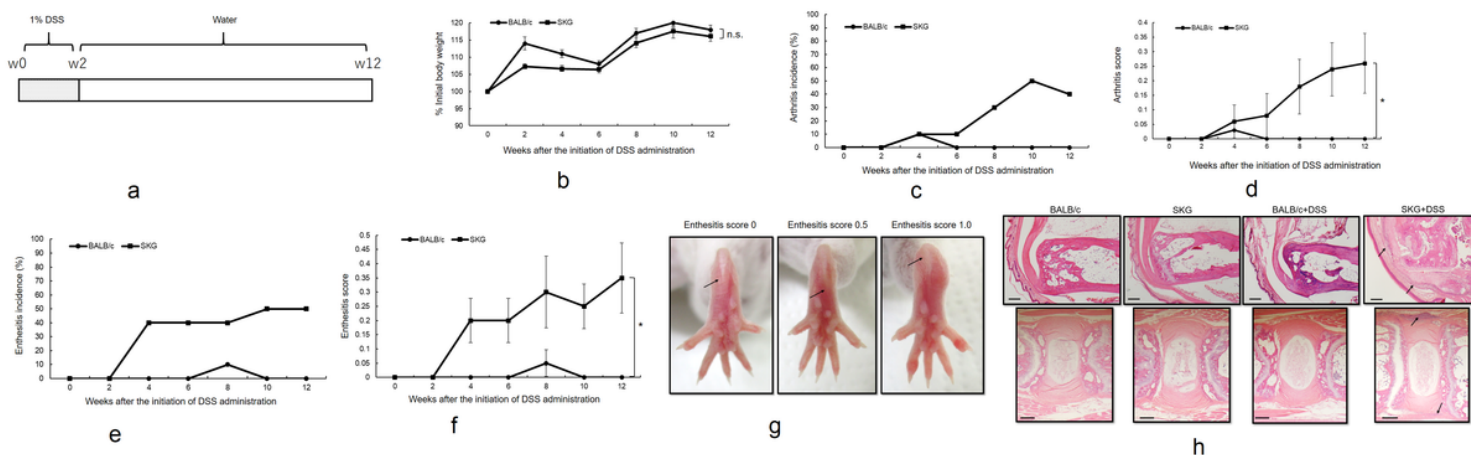 1% DSS
Water
w0
w2
w12
a
BALB/c
SKG
120
115
110
105
100
95
90
% Initial body weight
n.s.
0
2
4
6
8
10
12
Weeks after the initiation of DSS administration
b
BALB/c
SKG
100
90
80
70
60
50
40
30
20
10
0
Arthritis incidence (%)
0
2
4
6
8
10
12
Weeks after the initiation of DSS administration
c
BALB/c
SKG
0.4
0.35
0.3
0.25
0.2
0.15
0.1
0.05
0
Arthritis score
*
0
2
4
6
8
10
12
Weeks after the initiation of DSS administration
d
BALB/c
SKG
100
90
80
70
60
50
40
30
20
10
0
Enthesitis incidence (%)
0
2
4
6
8
10
12
Weeks after the initiation of DSS administration
e
BALB/c
SKG
0.5
0.45
0.4
0.35
0.3
0.25
0.2
0.15
0.1
0.05
0
Enthesitis score
*
0
2
4
6
8
10
12
Weeks after the initiation of DSS administration
f
Enthesitis score 0
Enthesitis score 0.5
Enthesitis score 1.0
g
BALB/c
SKG
BALB/c+DSS
SKG+DSS
h